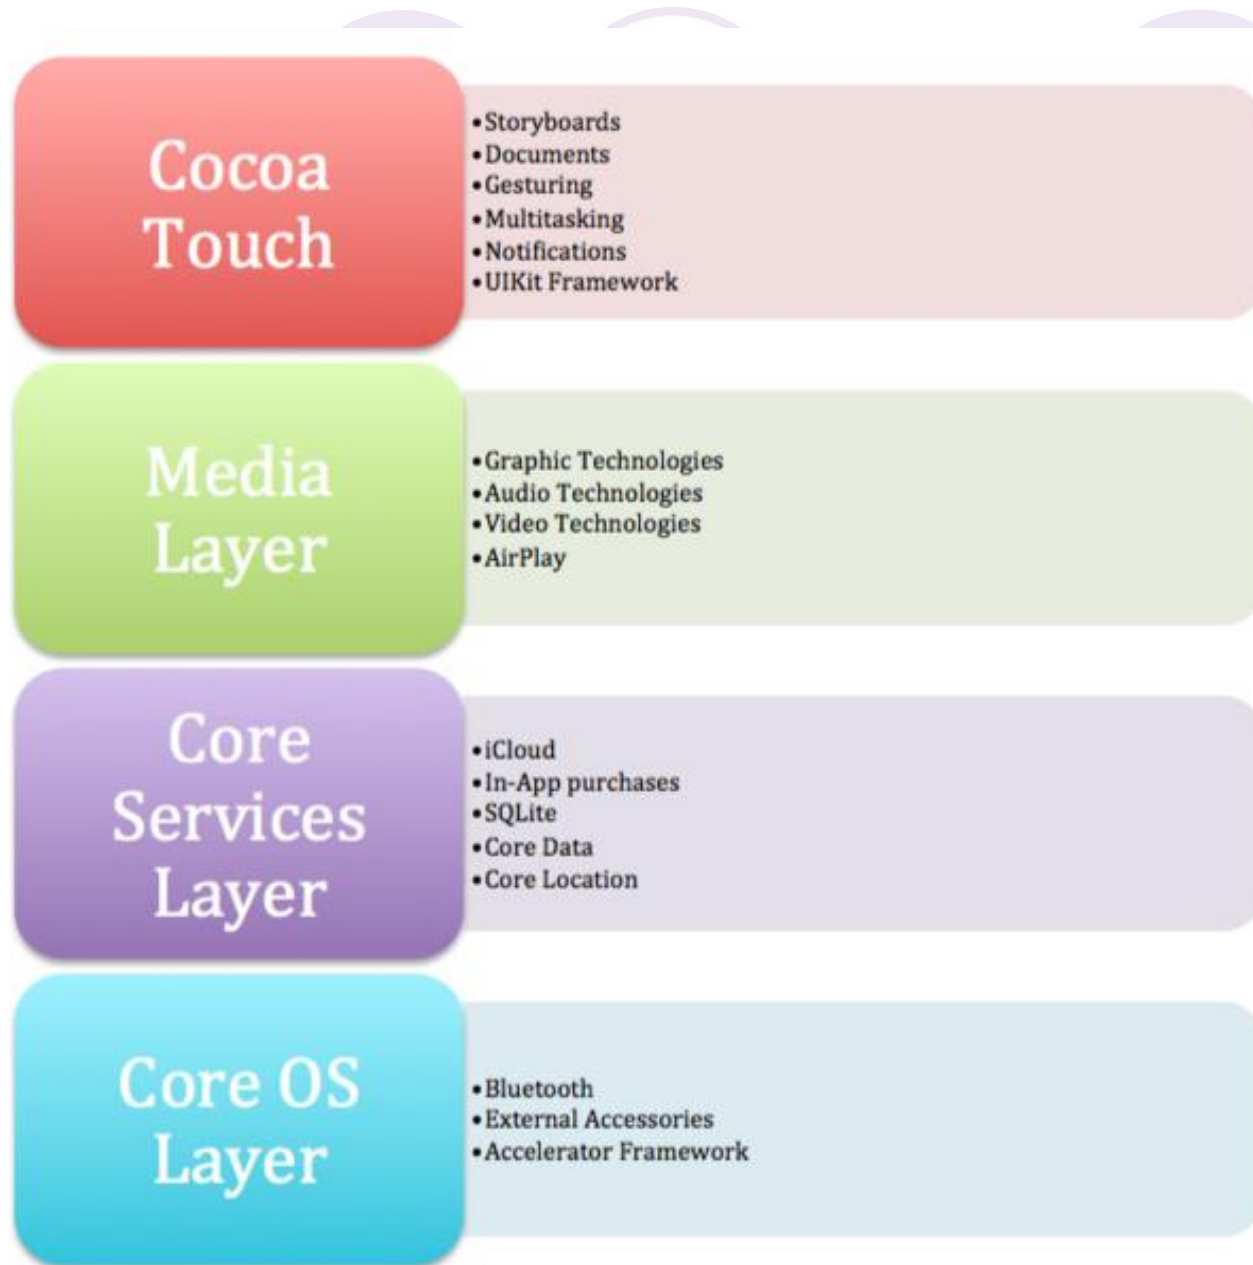 Cocoa
Touch
•Storyboards
•Documents
•Gesturing
•Multitasking
•Notifications
•UIKit Framework
Media
Layer
•Graphic Technologies
•Audio Technologies
•Video Technologies
•AirPlay
Core
Services
Layer
•iCloud
•In-App purchases
•SQLite
•Core Data
•Core Location
Core OS
Layer
•Bluetooth
•External Accessories
•Accelerator Framework